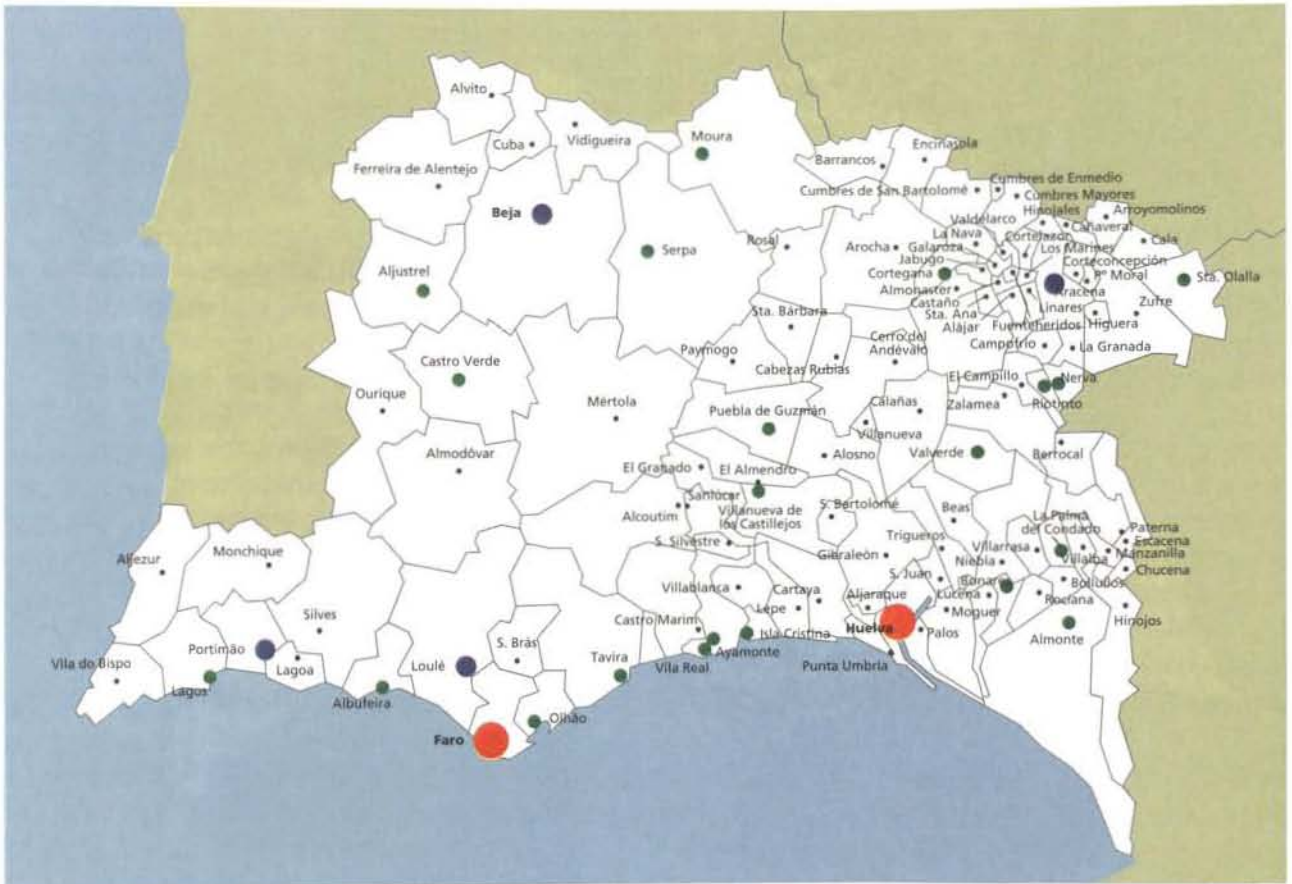 Alvito
Cuba
Vidigueira
Moura
Ferreira de Alentejo
Barrancos
Encinasola
Beja
Cumbres de San Bartolomé
Cumbres de Enmedio
Cumbres Mayores
Hinojales
Arroyomolinos
Valdelarco
Cañaveral
La Nava
Cortelazor
Rosal
Arocha
Galaroza
Los Marines
Cala
Serpa
Jabugo
Corteconcepción
Aljustrel
Cortegana
Pº Moral
Sta. Olalla
Almonaster
Aracena
Castaño
Linares
Zufre
Sta. Bárbara
Sta. Ana
Alájar
Fuenteheridos
Higuera
Cerro del
Andévalo
Campofrío
La Granada
Paymogo
Castro Verde
Cabezas Rubias
El Campillo
Nerva
Ourique
Mértola
Calañas
Zalamea
Riotinto
Puebla de Guzmán
Villanueva
Almodôvar
Alosno
Valverde
Berrocal
El Granado
El Almendro
Sanlúcar
Alcoutim
Villanueva de
los Castillejos
S. Bartolomé
Beas
La Palma
del Condado
Paterna
Escacena
S. Silvestre
Trigueros
Villarrasa
Villalba
Manzanilla
Aljezur
Monchique
Gibraleón
Niebla
Chucena
S. Juán
Bonares
Bollullos
Villablanca
Cartaya
Aljaraque
Lucena
Rociana
Silves
Lepe
Moguer
Hinojos
Castro Marim
Isla Cristina
Huelva
Palos
Almonte
Portimão
S. Brás
Vila do Bispo
Lagoa
Loulé
Tavira
Vila Real
Ayamonte
Punta Umbría
Lagos
Albufeira
Olhão
Faro